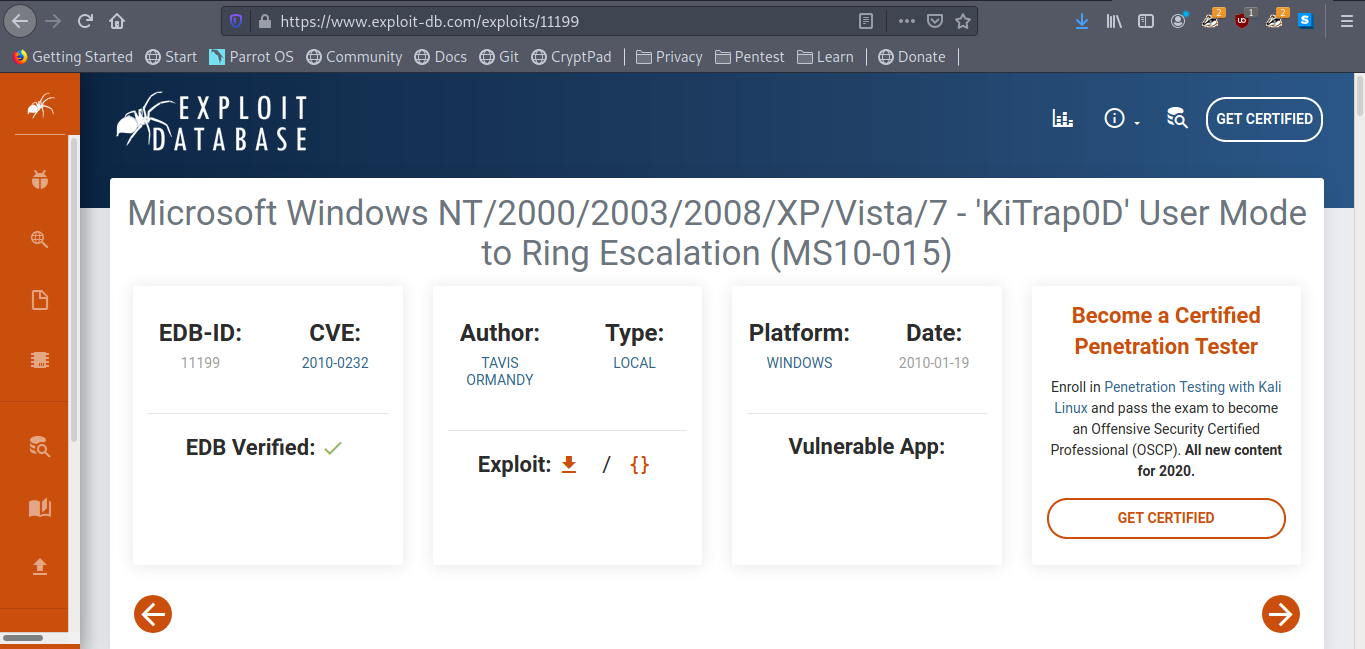 https://www.exploit-db.com/exploits/11199
2 1 2
Getting Started Start Parrot OS Community Docs Git CryptPad Privacy Pentest Learn Donate
EXPLOIT
DATABASE
GET CERTIFIED
Microsoft Windows NT/2000/2003/2008/XP/Vista/7 - 'KiTrap0D' User Mode
to Ring Escalation (MS10-015)
EDB-ID:
11199
CVE:
2010-0232
EDB Verified:
Author:
TAVIS
ORMANDY
Type:
LOCAL
Exploit: / {}
Platform:
WINDOWS
Date:
2010-01-19
Vulnerable App:
Become a Certified
Penetration Tester
Enroll in Penetration Testing with Kali
Linux and pass the exam to become
an Offensive Security Certified
Professional (OSCP). All new content
for 2020.
GET CERTIFIED